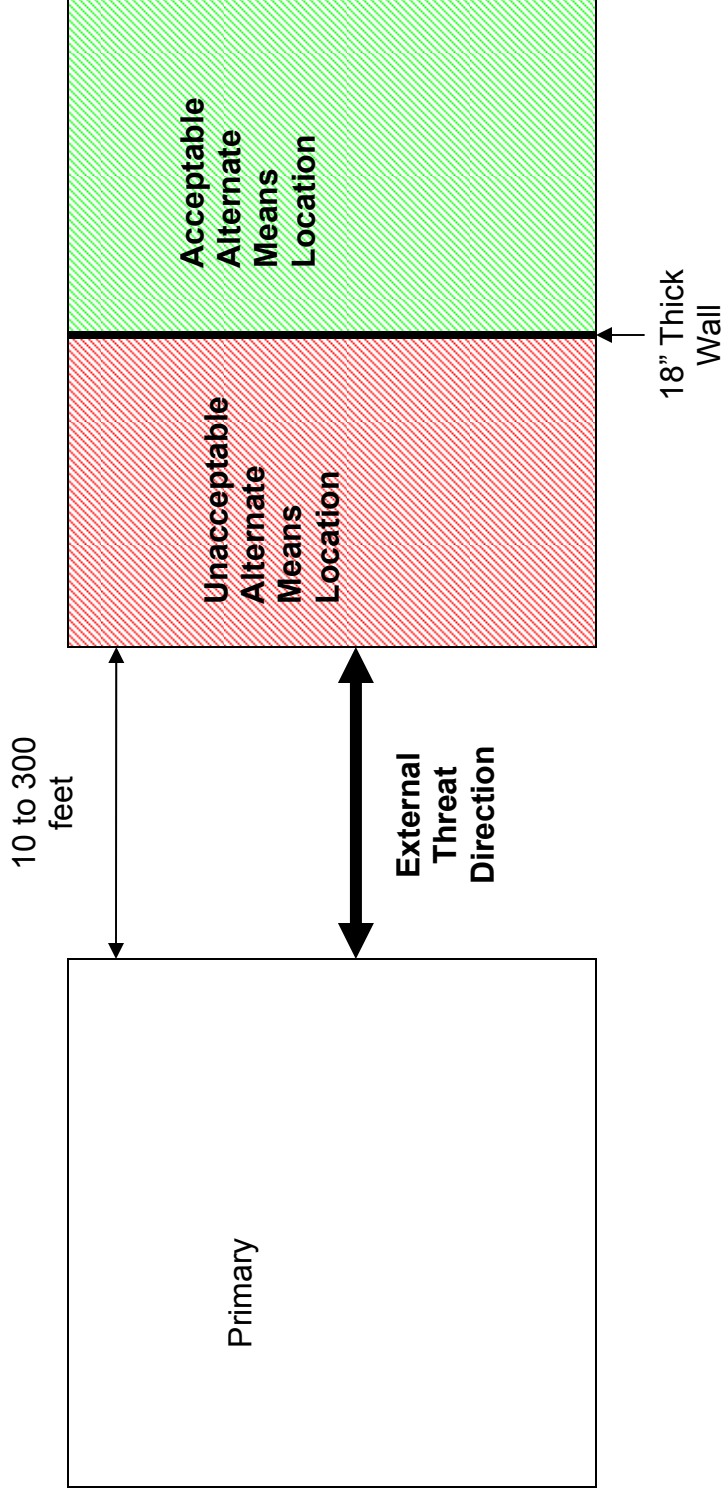 Primary
10 to 300
feet
External
Threat
Direction
Unacceptable
Alternate
Means
Location
Acceptable
Alternate
Means
Location
18” Thick
Wall